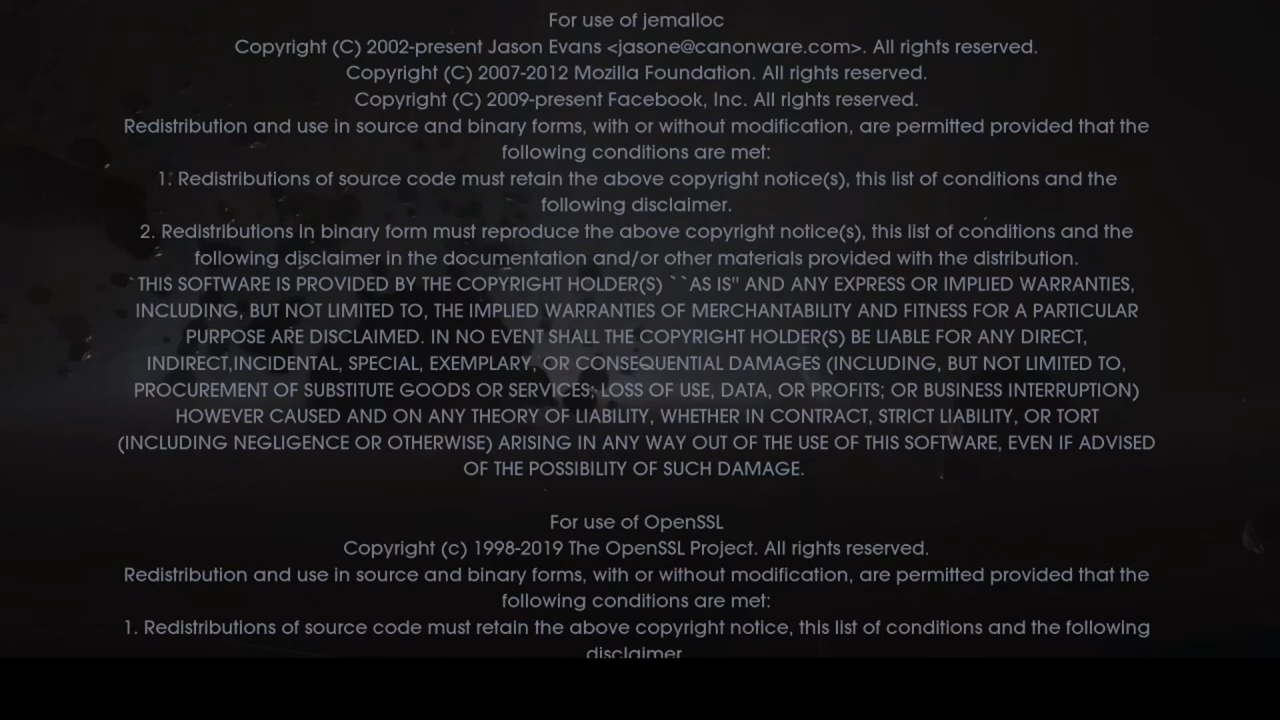 For use of jemalloc
Copyright (C) 2002-present Jason Evans <jasone@canonware.com>. All rights reserved.
Copyright (C) 2007-2012 Mozilla Foundation. All rights reserved.
Copyright (C) 2009-present Facebook, Inc. All rights reserved.
Redistribution and use in source and binary forms, with or without modification, are permitted provided that the
following conditions are met:
1. Redistributions of source code must retain the above copyright notice(s), this list of conditions and the
following disclaimer.
2. Redistributions in binary form must reproduce the above copyright notice(s), this list of conditions and the
following disclaimer in the documentation and/or other materials provided with the distribution.
`THIS SOFTWARE IS PROVIDED BY THE COPYRIGHT HOLDER(S) ``AS IS" AND ANY EXPRESS OR IMPLIED WARRANTIES,
INCLUDING, BUT NOT LIMITED TO, THE IMPLIED WARRANTIES OF MERCHANTABILITY AND FITNESS FOR A PARTICULAR
PURPOSE ARE DISCLAIMED. IN NO EVENT SHALL THE COPYRIGHT HOLDER(S) BE LIABLE FOR ANY DIRECT,
INDIRECT,INCIDENTAL, SPECIAL, EXEMPLARY, OR CONSEQUENTIAL DAMAGES (INCLUDING, BUT NOT LIMITED TO,
PROCUREMENT OF SUBSTITUTE GOODS OR SERVICES; LOSS OF USE, DATA, OR PROFITS; OR BUSINESS INTERRUPTION)
HOWEVER CAUSED AND ON ANY THEORY OF LIABILITY, WHETHER IN CONTRACT, STRICT LIABILITY, OR TORT
(INCLUDING NEGLIGENCE OR OTHERWISE) ARISING IN ANY WAY OUT OF THE USE OF THIS SOFTWARE, EVEN IF ADVISED
OF THE POSSIBILITY OF SUCH DAMAGE.
For use of OpenSSL
Copyright (c) 1998-2019 The OpenSSL Project. All rights reserved.
Redistribution and use in source and binary forms, with or without modification, are permitted provided that the
following conditions are met:
1. Redistributions of source code must retain the above copyright notice, this list of conditions and the following
disclaimer.